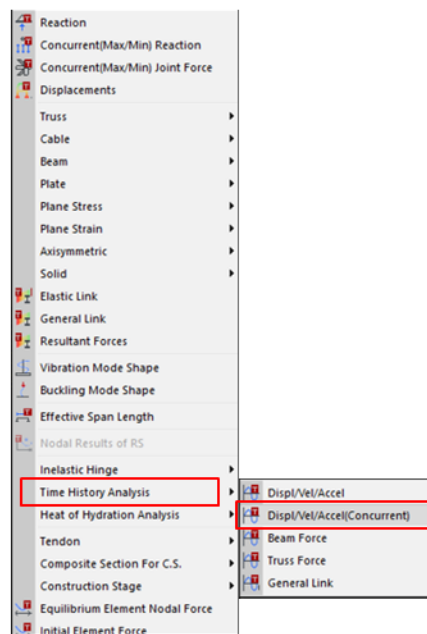 Reaction
Concurrent(Max/Min) Reaction
Concurrent(Max/Min) Joint Force
Displacements
Truss
Cable
Beam
Plate
Plane Stress
Plane Strain
Axisymmetric
Solid
Elastic Link
General Link
Resultant Forces
Vibration Mode Shape
Buckling Mode Shape
Effective Span Length
Nodal Results of RS
Inelastic Hinge
Time History Analysis
Heat of Hydration Analysis
Tendon
Composite Section For C.S.
Construction Stage
Equilibrium Element Nodal Force
Initial Element Force
Displ/Vel/Accel
Displ/Vel/Accel(Concurrent)
Beam Force
Truss Force
General Link